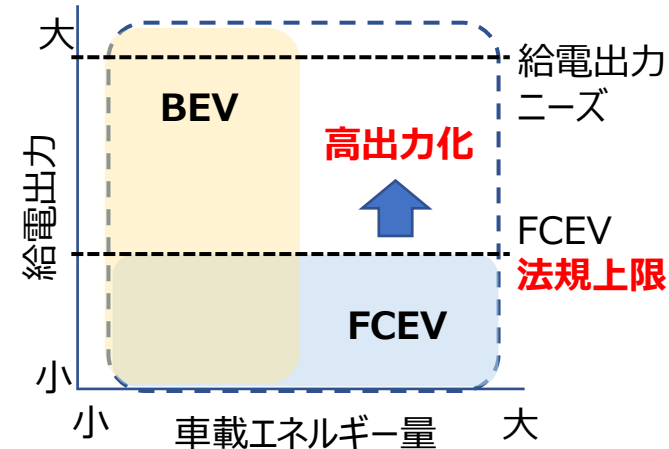 大
給電出力
ニーズ
BEV
高出力化
給電出力
FCEV
法規上限
FCEV
小
小
車載エネルギー量
大